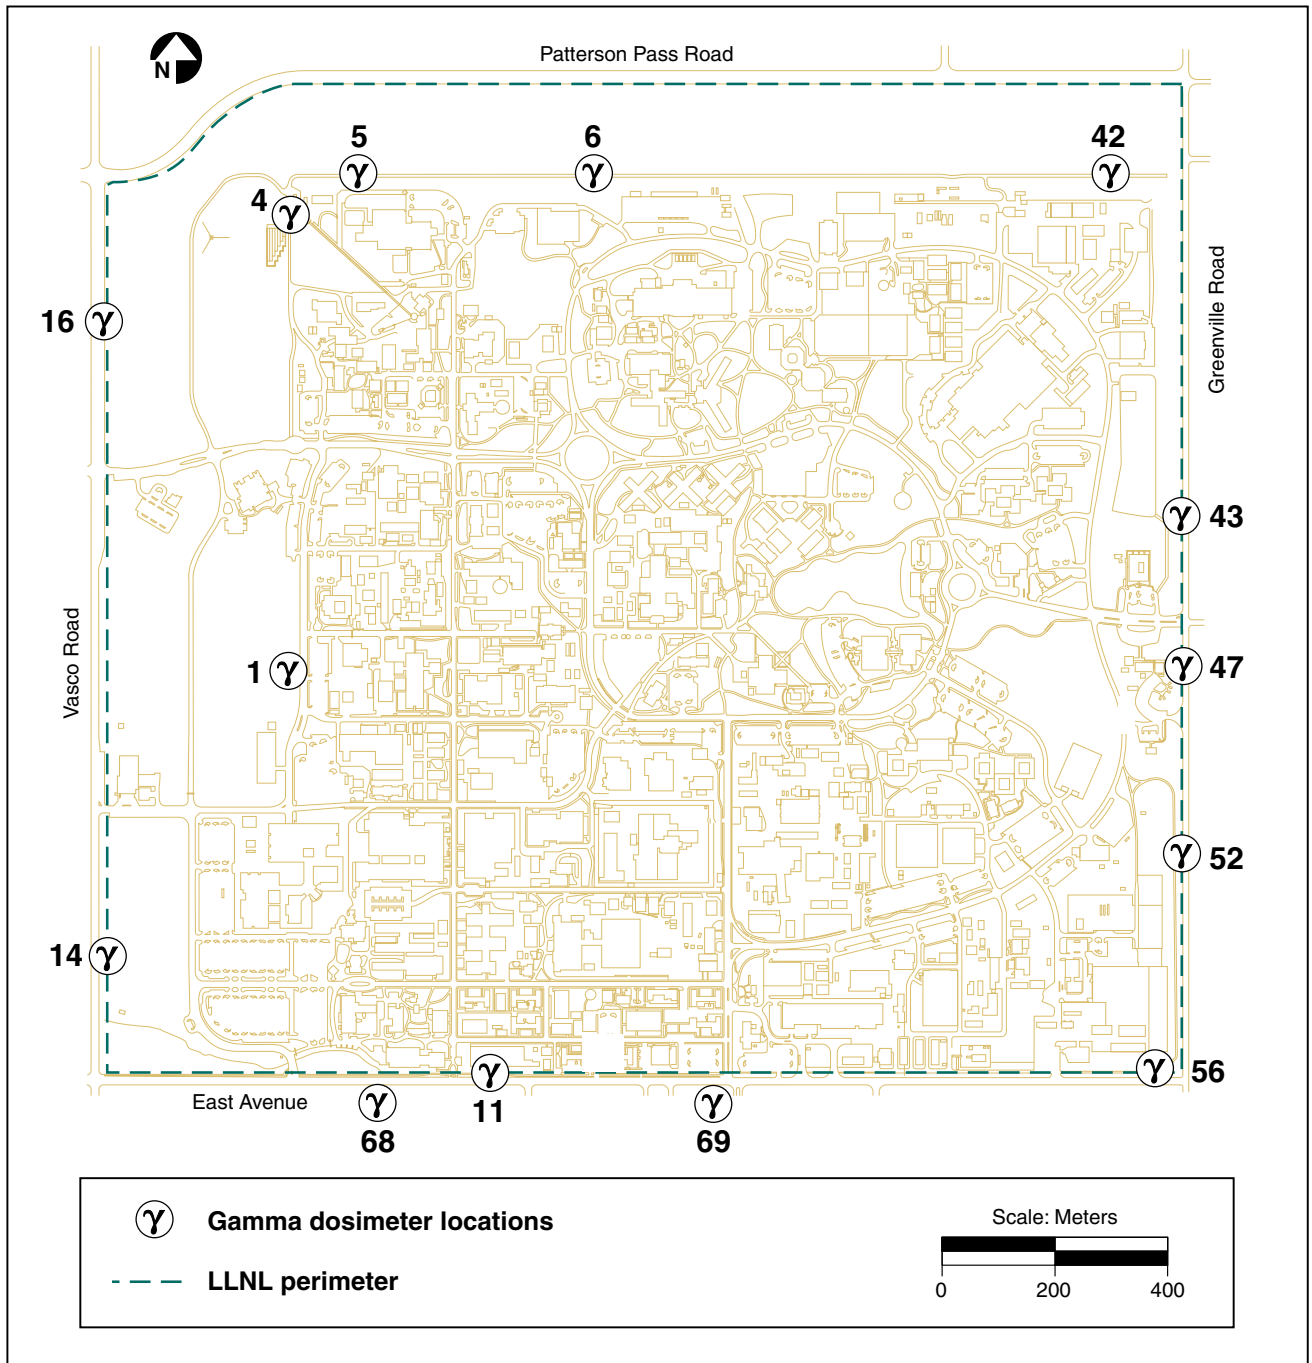 Patterson Pass Road
N
5
6
42
γ
γ
γ
4
γ
Greenville Road
16
γ
γ
43
Vasco Road
1
γ
γ
47
γ
52
14
γ
γ
56
γ
East Avenue
γ
γ
11
68
69
γ
Gamma dosimeter locations
Scale: Meters
LLNL perimeter
0
200
400